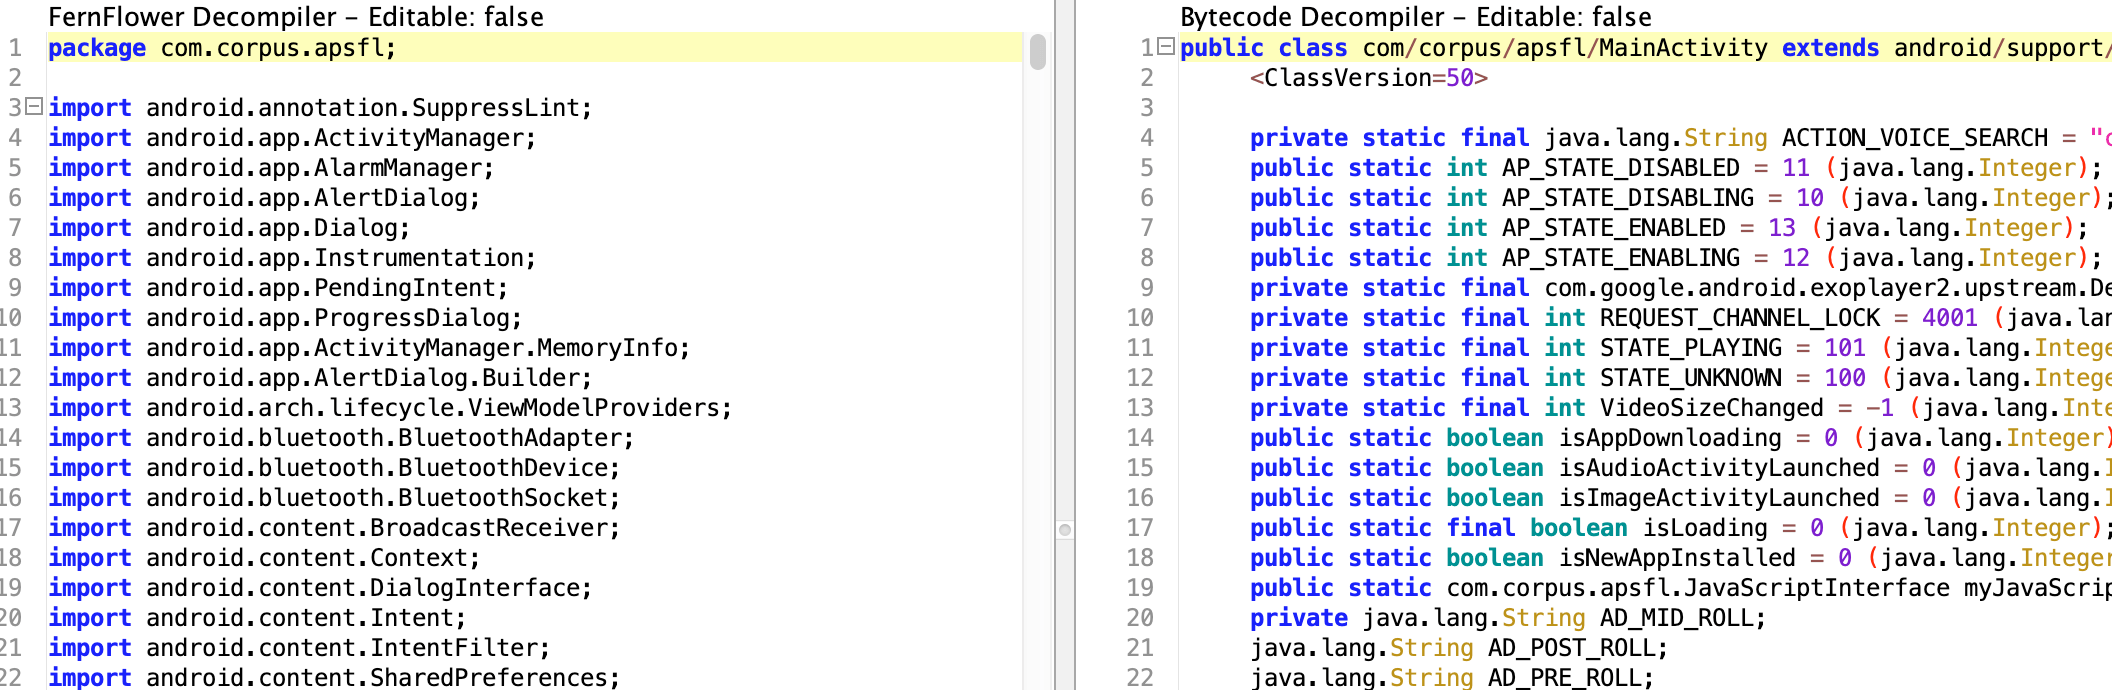 FernFlower Decompiler – Editable: false
1 package com.corpus.apsfl;
2
3 import android.annotation.SuppressLint;
4 import android.app.ActivityManager;
5 import android.app.AlarmManager;
6 import android.app.AlertDialog;
7 import android.app.Dialog;
8 import android.app.Instrumentation;
9 import android.app.PendingIntent;
10 import android.app.ProgressDialog;
11 import android.app.ActivityManager.MemoryInfo;
12 import android.app.AlertDialog.Builder;
13 import android.arch.lifecycle.ViewModelProviders;
14 import android.bluetooth.BluetoothAdapter;
15 import android.bluetooth.BluetoothDevice;
16 import android.bluetooth.BluetoothSocket;
17 import android.content.BroadcastReceiver;
18 import android.content.Context;
19 import android.content.DialogInterface;
20 import android.content.Intent;
21 import android.content.IntentFilter;
22 import android.content.SharedPreferences;
Bytecode Decompiler – Editable: false
1 public class com/corpus/apsfl/MainActivity extends android/support/
2 <ClassVersion=50>
3
4 private static final java.lang.String ACTION_VOICE_SEARCH = "
5 public static int AP_STATE_DISABLED = 11 (java.lang.Integer);
6 public static int AP_STATE_DISABLING = 10 (java.lang.Integer);
7 public static int AP_STATE_ENABLED = 13 (java.lang.Integer);
8 public static int AP_STATE_ENABLING = 12 (java.lang.Integer);
9 private static final com.google.android.exoplayer2.upstream.De
10 private static final int REQUEST_CHANNEL_LOCK = 4001 (java.lan
11 private static final int STATE_PLAYING = 101 (java.lang.Intege
12 private static final int STATE_UNKNOWN = 100 (java.lang.Intege
13 private static final int VideoSizeChanged = -1 (java.lang.Inte
14 public static boolean isAppDownloading = 0 (java.lang.Integer)
15 public static boolean isAudioActivityLaunched = 0 (java.lang.I
16 public static boolean isImageActivityLaunched = 0 (java.lang.I
17 public static final boolean isLoading = 0 (java.lang.Integer);
18 public static boolean isNewAppInstalled = 0 (java.lang.Integer
19 public static com.corpus.apsfl.JavaScriptInterface myJavaScrip
20 private java.lang.String AD_MID_ROLL;
21 java.lang.String AD_POST_ROLL;
22 java.lang.String AD_PRE_ROLL;